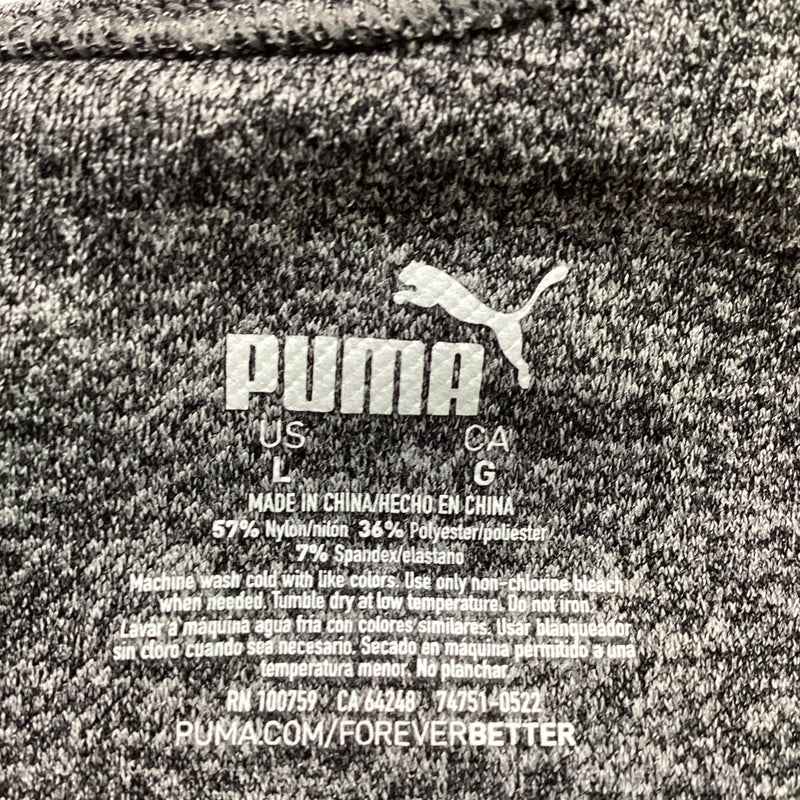 PUMA
US CA
L G
MADE IN CHINA/HECHO EN CHINA
57% Nylon/nilón 36% Polyester/poliéster
7% Spandex/elastano
Machine wash cold with like colors. Use only non-chlorine bleach
when needed. Tumble dry at low temperature. Do not iron.
Lavar a máquina agua fria con colores similares. Usar blanqueador
sin cloro cuando sea necesario. Secado en máquina permitido a una
temperatura menor. No planchar.
RN 100759 CA 64248 74751-0522
PUMA.COM/FOREVERBETTER